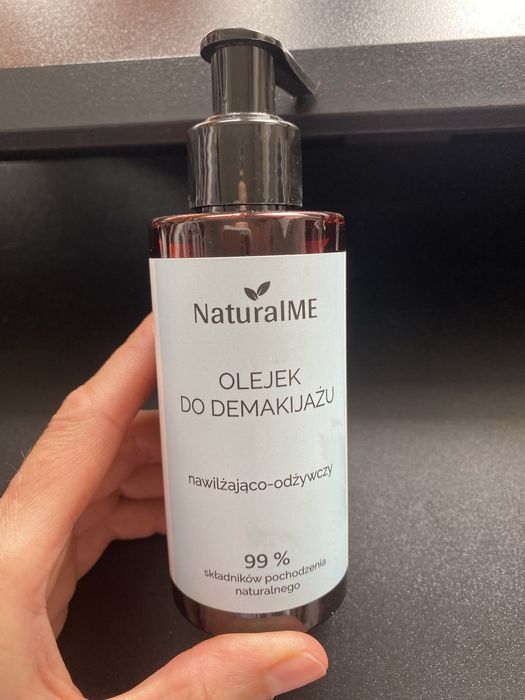 NaturalME
OLEJEK
DO DEMAKIJAŻU
nawilżająco-odżywczy
99 %
składników pochodzenia
naturalnego